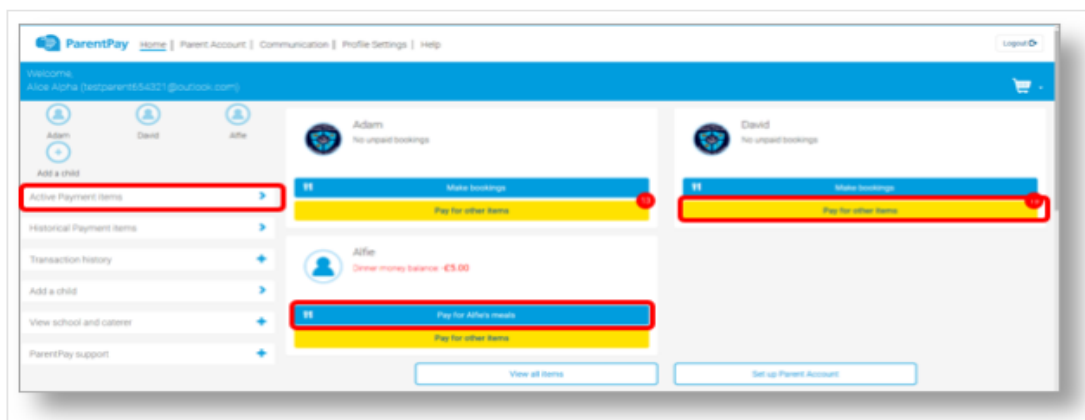 ParentPay Home | Parent Account | Communication | Profile Settings | Help
Logout
Welcome,
Alice Alpha (testparent654321@outlook.com)
Adam David Alfie
Add a child
Active Payment items
Historical Payment items
Transaction history
Add a child
View school and caterer
ParentPay support
Adam
No unpaid bookings
Make bookings
Pay for other items
David
No unpaid bookings
Make bookings
Pay for other items
Alfie
Dinner money balance -£5.00
Pay for Alfie's meals
Pay for other items
View all items
Set up Parent Account